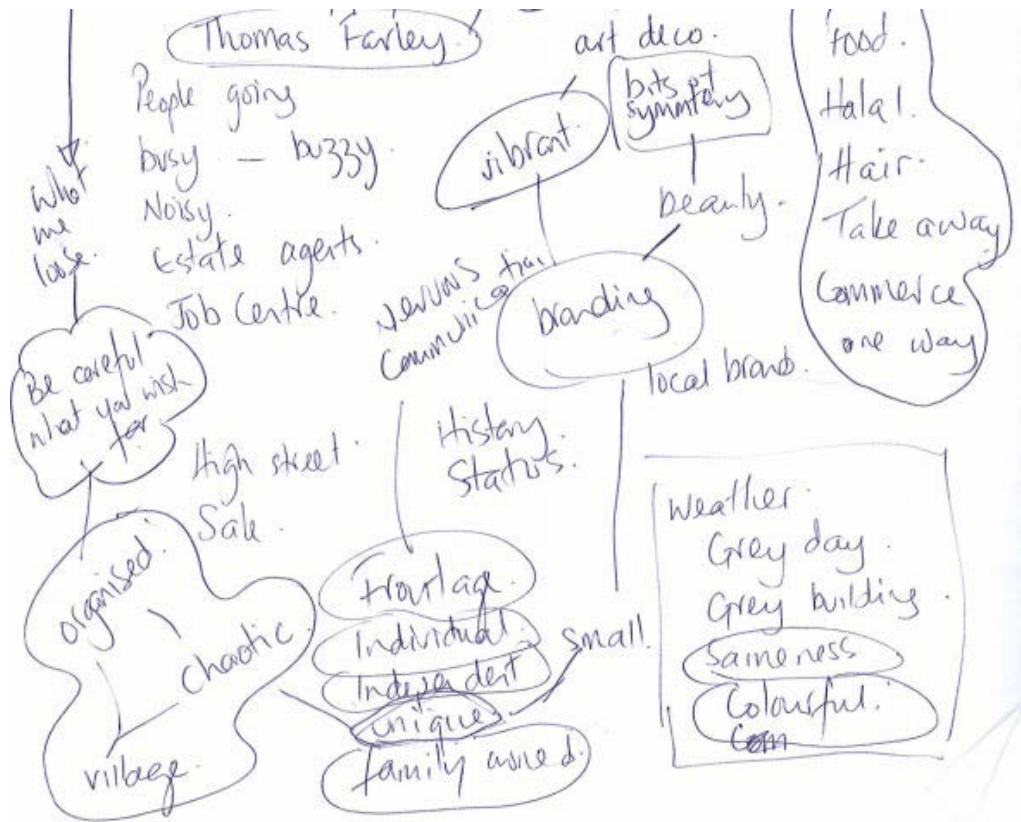 Thomas Farley.
People going
busy - buzzy.
Noisy.
Estate agents.
Job Centre.
What
me
loose.
Be careful
what you wish
for
High street.
Sale.
organised.
chaotic
village.
art deco.
vibrant.
bits of
symmtery
beauty.
branding
local brand.
History.
Status.
Frontage.
Individual.
Independent
unique
family owned.
small.
food.
Halal.
Hair.
Take away
Commerce
one way
Weather.
Grey day.
Grey building.
Sameness
Colourful.